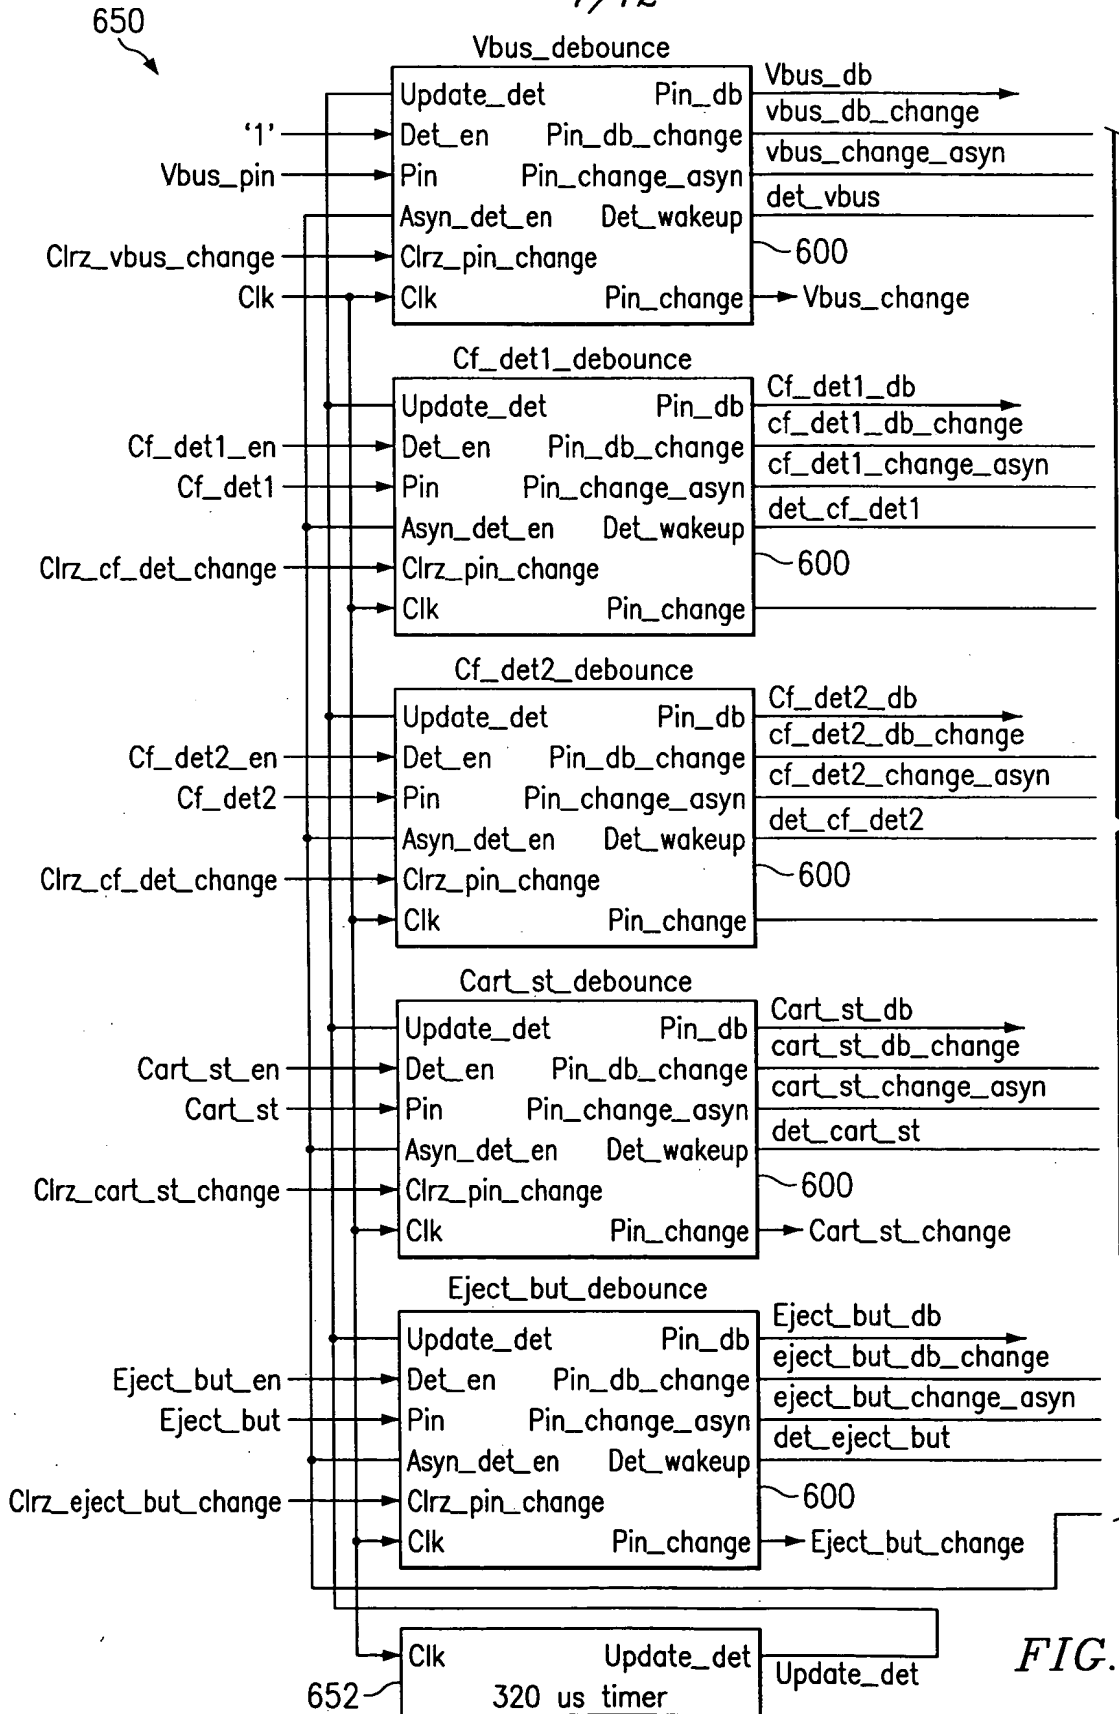 650
Vbus_debounce
Update_det Pin_db Vbus_db
'1' Det_en Pin_db_change vbus_db_change
Vbus_pin Pin Pin_change_asyn vbus_change_asyn
Asyn_det_en Det_wakeup det_vbus
Clrz_vbus_change Clrz_pin_change 600
Clk Clk Pin_change Vbus_change
Cf_det1_debounce
Update_det Pin_db Cf_det1_db
Cf_det1_en Det_en Pin_db_change cf_det1_db_change
Cf_det1 Pin Pin_change_asyn cf_det1_change_asyn
Asyn_det_en Det_wakeup det_cf_det1
Clrz_cf_det_change Clrz_pin_change 600
Clk Pin_change
Cf_det2_debounce
Update_det Pin_db Cf_det2_db
Cf_det2_en Det_en Pin_db_change cf_det2_db_change
Cf_det2 Pin Pin_change_asyn cf_det2_change_asyn
Asyn_det_en Det_wakeup det_cf_det2
Clrz_cf_det_change Clrz_pin_change 600
Clk Pin_change
Cart_st_debounce
Update_det Pin_db Cart_st_db
Cart_st_en Det_en Pin_db_change cart_st_db_change
Cart_st Pin Pin_change_asyn cart_st_change_asyn
Asyn_det_en Det_wakeup det_cart_st
Clrz_cart_st_change Clrz_pin_change 600
Clk Pin_change Cart_st_change
Eject_but_debounce
Update_det Pin_db Eject_but_db
Eject_but_en Det_en Pin_db_change eject_but_db_change
Eject_but Pin Pin_change_asyn eject_but_change_asyn
Asyn_det_en Det_wakeup det_eject_but
Clrz_eject_but_change Clrz_pin_change 600
Clk Pin_change Eject_but_change
Clk Update_det Update_det
652 320 us timer
FIG.